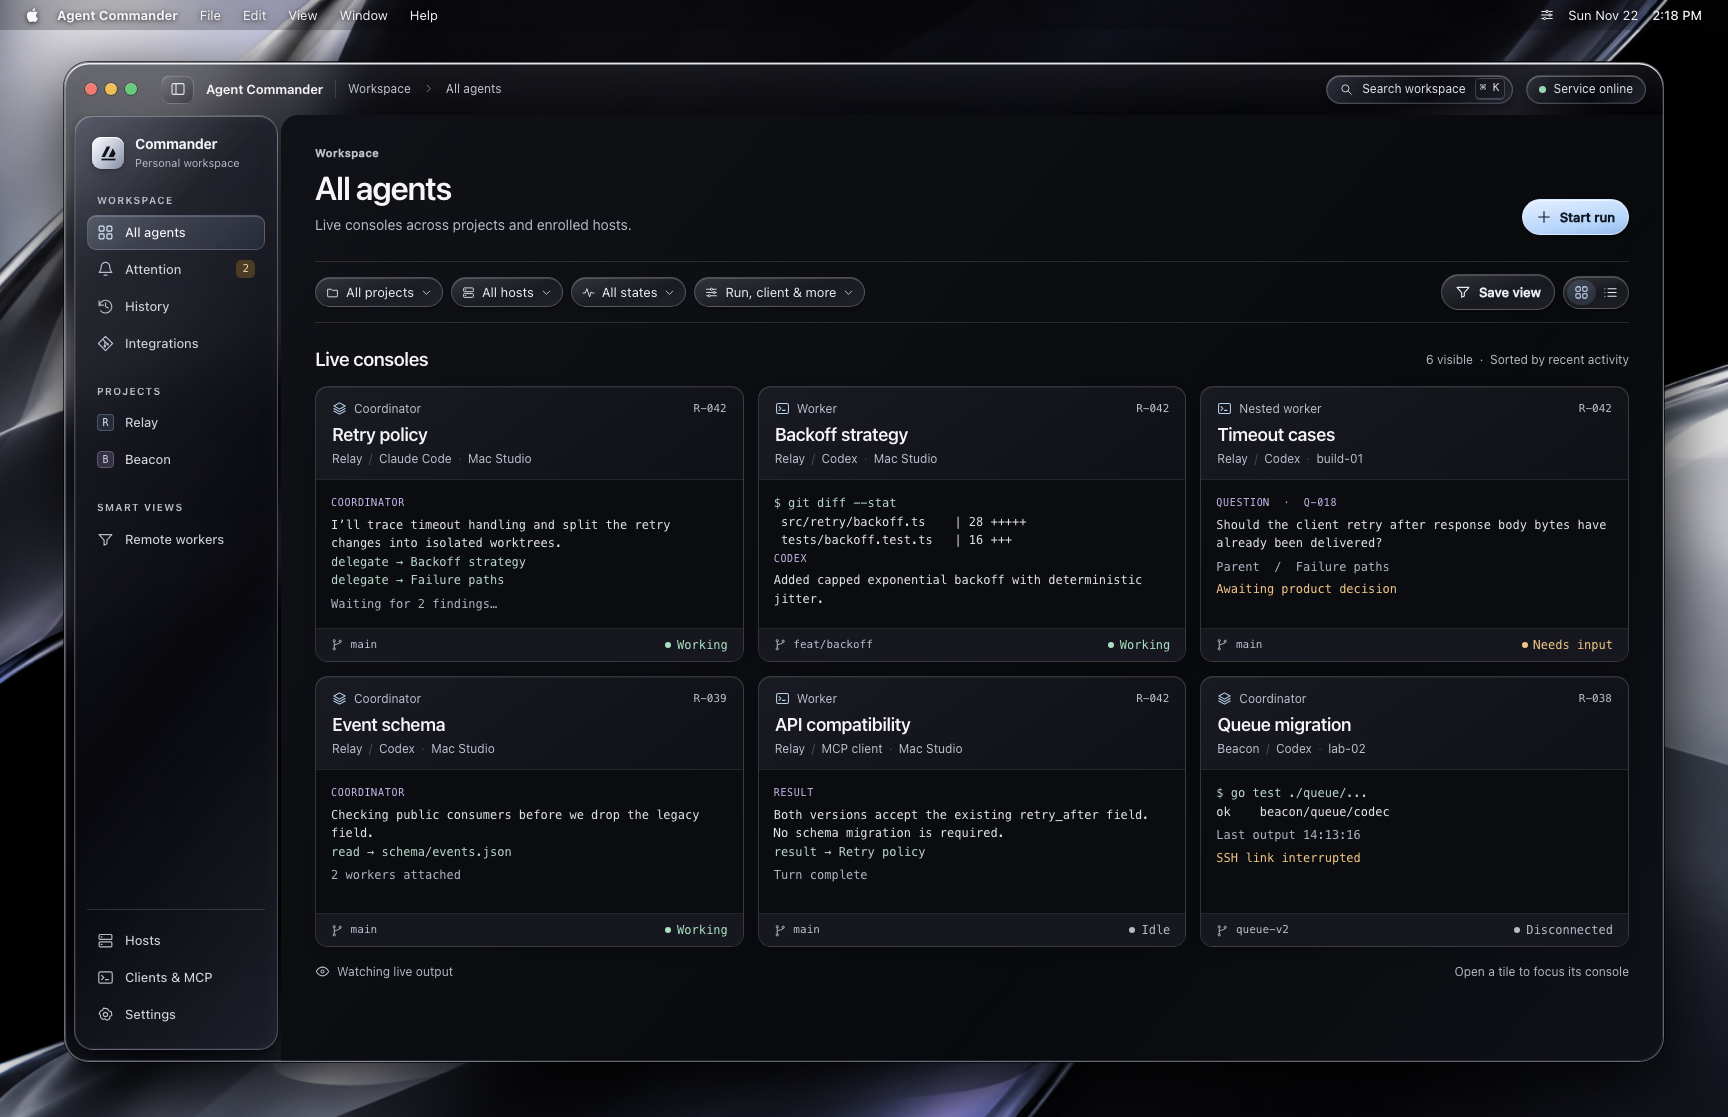 Agent Commander File Edit View Window Help Sun Nov 22 2:18 PM
Agent Commander Workspace All agents Search workspace ⌘ K Service online
Commander
Personal workspace
WORKSPACE
All agents
Attention 2
History
Integrations
PROJECTS
R Relay
B Beacon
SMART VIEWS
Remote workers
Hosts
Clients & MCP
Settings
Workspace
All agents
Live consoles across projects and enrolled hosts.
Start run
All projects All hosts All states Run, client & more Save view
Live consoles 6 visible · Sorted by recent activity
Coordinator R-042
Retry policy
Relay / Claude Code · Mac Studio
COORDINATOR
I’ll trace timeout handling and split the retry
changes into isolated worktrees.
delegate → Backoff strategy
delegate → Failure paths
Waiting for 2 findings…
main Working
Worker R-042
Backoff strategy
Relay / Codex · Mac Studio
$ git diff --stat
src/retry/backoff.ts | 28 +++++
tests/backoff.test.ts | 16 +++
CODEX
Added capped exponential backoff with deterministic
jitter.
feat/backoff Working
Nested worker R-042
Timeout cases
Relay / Codex · build-01
QUESTION · Q-018
Should the client retry after response body bytes have
already been delivered?
Parent / Failure paths
Awaiting product decision
main Needs input
Coordinator R-039
Event schema
Relay / Codex · Mac Studio
COORDINATOR
Checking public consumers before we drop the legacy
field.
read → schema/events.json
2 workers attached
main Working
Worker R-042
API compatibility
Relay / MCP client · Mac Studio
RESULT
Both versions accept the existing retry_after field.
No schema migration is required.
result → Retry policy
Turn complete
main Idle
Coordinator R-038
Queue migration
Beacon / Codex · lab-02
$ go test ./queue/...
ok beacon/queue/codec
Last output 14:13:16
SSH link interrupted
queue-v2 Disconnected
Watching live output Open a tile to focus its console